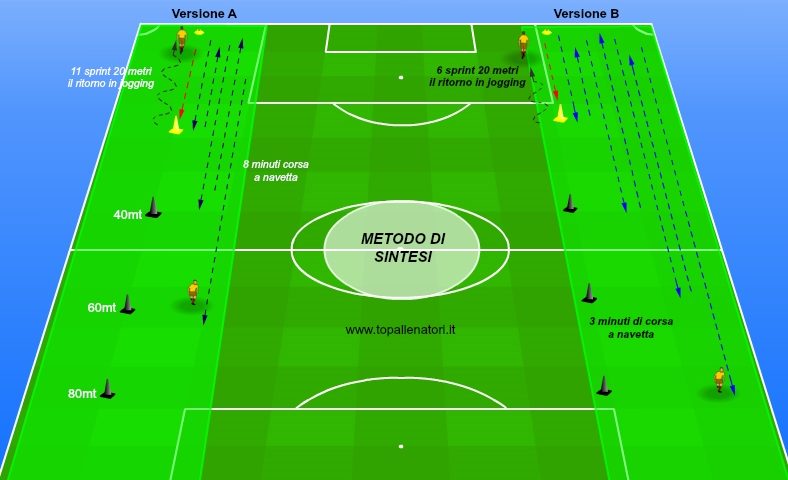 Versione A
Versione B
11 sprint 20 metri
il ritorno in jogging
6 sprint 20 metri
il ritorno in jogging
8 minuti corsa
a navetta
40mt
METODO DI
SINTESI
60mt
www.topallenatori.it
3 minuti di corsa
a navetta
80mt